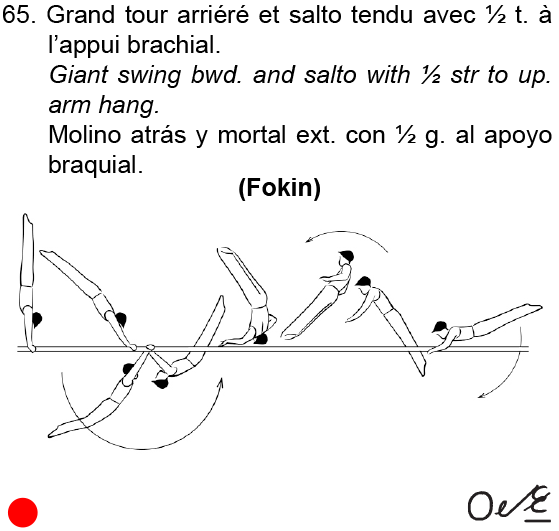 65. Grand tour arriéré et salto tendu avec ½ t. à
l’appui brachial.
Giant swing bwd. and salto with ½ str to up.
arm hang.
Molino atrás y mortal ext. con ½ g. al apoyo
braquial.
(Fokin)